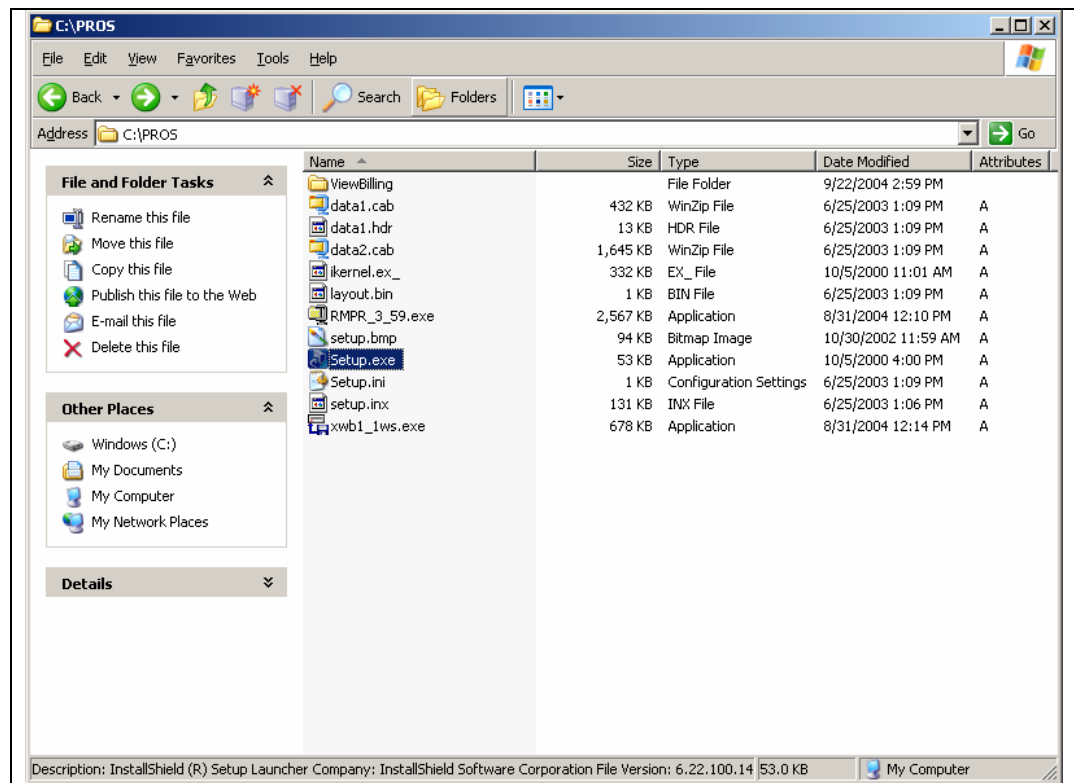 C:\PROS
File Edit View Favorites Tools Help
Back Search Folders
Address C:\PROS Go
Name Size Type Date Modified Attributes
File and Folder Tasks
Rename this file
Move this file
Copy this file
Publish this file to the Web
E-mail this file
Delete this file
Other Places
Windows (C:)
My Documents
My Computer
My Network Places
Details
ViewBilling File Folder 9/22/2004 2:59 PM
data1.cab 432 KB WinZip File 6/25/2003 1:09 PM A
data1.hdr 13 KB HDR File 6/25/2003 1:09 PM A
data2.cab 1,645 KB WinZip File 6/25/2003 1:09 PM A
ikernel.ex_ 332 KB EX_ File 10/5/2000 11:01 AM A
layout.bin 1 KB BIN File 6/25/2003 1:09 PM A
RMPR_3_59.exe 2,567 KB Application 8/31/2004 12:10 PM A
setup.bmp 94 KB Bitmap Image 10/30/2002 11:59 AM A
Setup.exe 53 KB Application 10/5/2000 4:00 PM A
Setup.ini 1 KB Configuration Settings 6/25/2003 1:09 PM A
setup.inx 131 KB INX File 6/25/2003 1:06 PM A
xwb1_1ws.exe 678 KB Application 8/31/2004 12:14 PM A
Description: InstallShield (R) Setup Launcher Company: InstallShield Software Corporation File Version: 6.22.100.14 53.0 KB My Computer